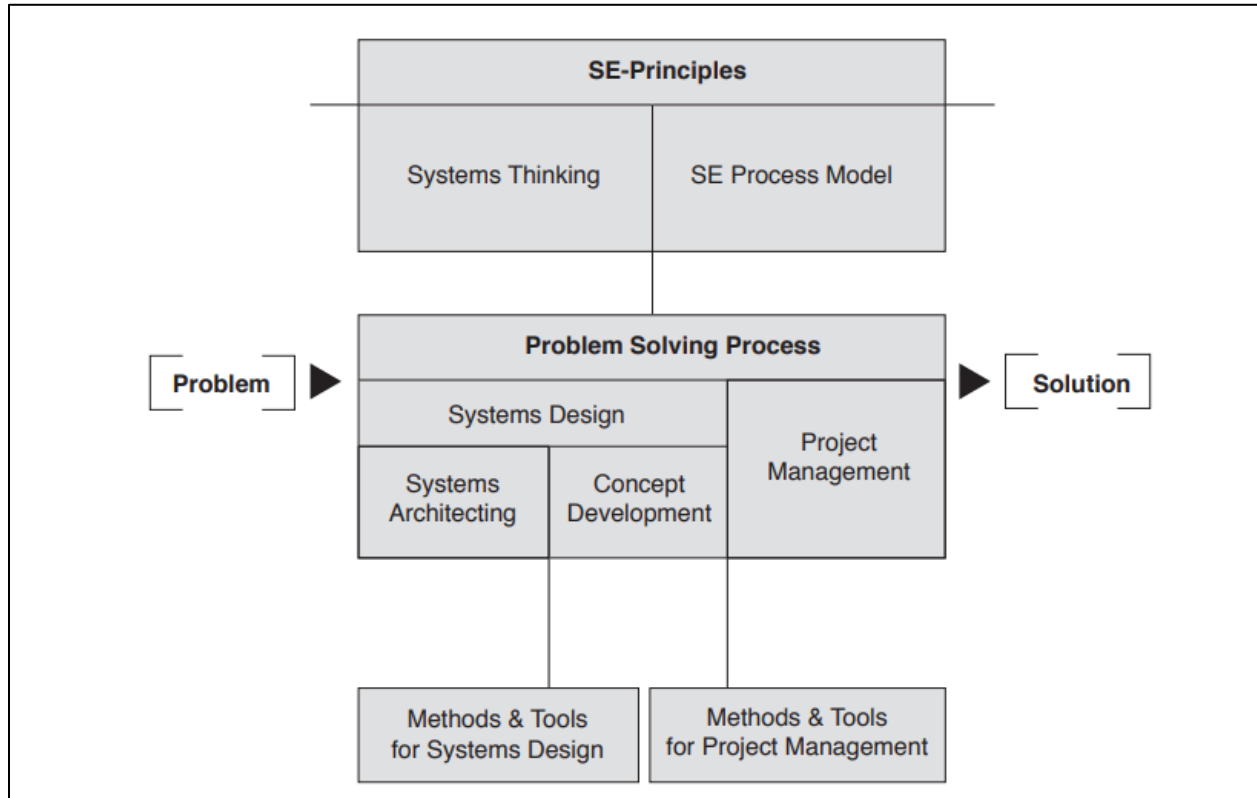 SE-Principles
Systems Thinking
SE Process Model
Problem Solving Process
Problem
Solution
Systems Design
Project
Management
Systems
Architecting
Concept
Development
Methods & Tools
for Systems Design
Methods & Tools
for Project Management